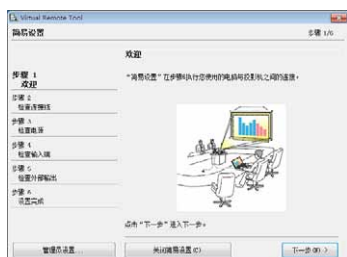 Virtual Remote Tool
简易设置
步骤 1/6
欢迎
步骤 1
欢迎
"简易设置"在步骤6执行您使用的电脑与投影机之间的连接。
步骤 2
检查连接线
步骤 3
检查电源
步骤 4
检查输入端
步骤 5
检查外部输出
步骤 6
设置完成
点击"下一步"进入下一步。
管理员设置...
关闭简易设置(C)
下一步(N) >